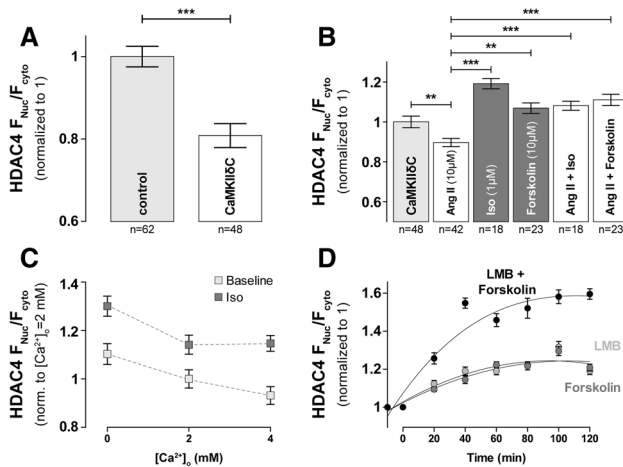 A
HDAC4 FNuc/Fcyto
(normalized to 1)
1
0.8
0.6
***
control
CaMKIIδC
n=62
n=48
B
HDAC4 FNuc/Fcyto
(normalized to 1)
1.2
1
0.8
0.6
***
***
**
***
**
CaMKIIδC
Ang II (10μM)
Iso (1μM)
Forskolin (10μM)
Ang II + Iso
Ang II + Forskolin
n=48
n=42
n=18
n=23
n=18
n=23
C
HDAC4 FNuc/Fcyto
(norm. to [Ca²⁺]ₒ=2 mM)
1.4
1.2
1
0.8
Baseline
Iso
0
2
4
[Ca²⁺]ₒ (mM)
D
HDAC4 FNuc/Fcyto
(normalized to 1)
1.6
1.4
1.2
1
LMB +
Forskolin
LMB
Forskolin
0
20
40
60
80
100
120
Time (min)